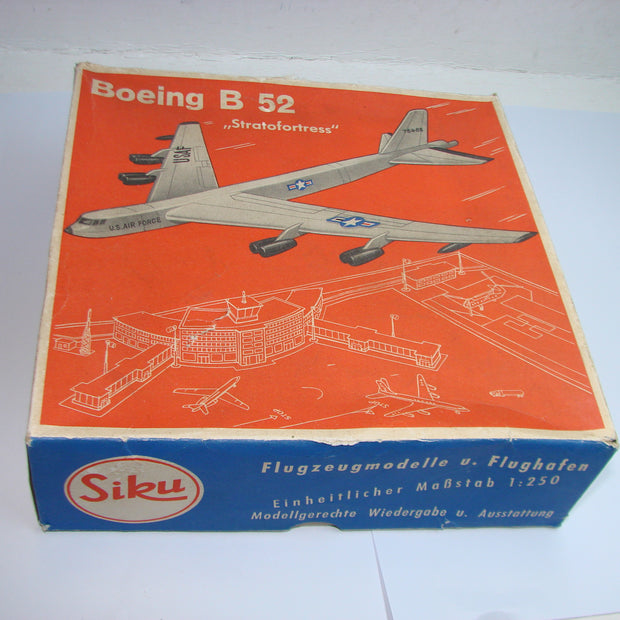 Boeing B 52
„Stratofortress"
USAF
U.S. AIR FORCE
Siku
Flugzeugmodelle u. Flughafen
Einheitlicher Maßstab 1:250
Modellgerechte Wiedergabe u. Ausstattung